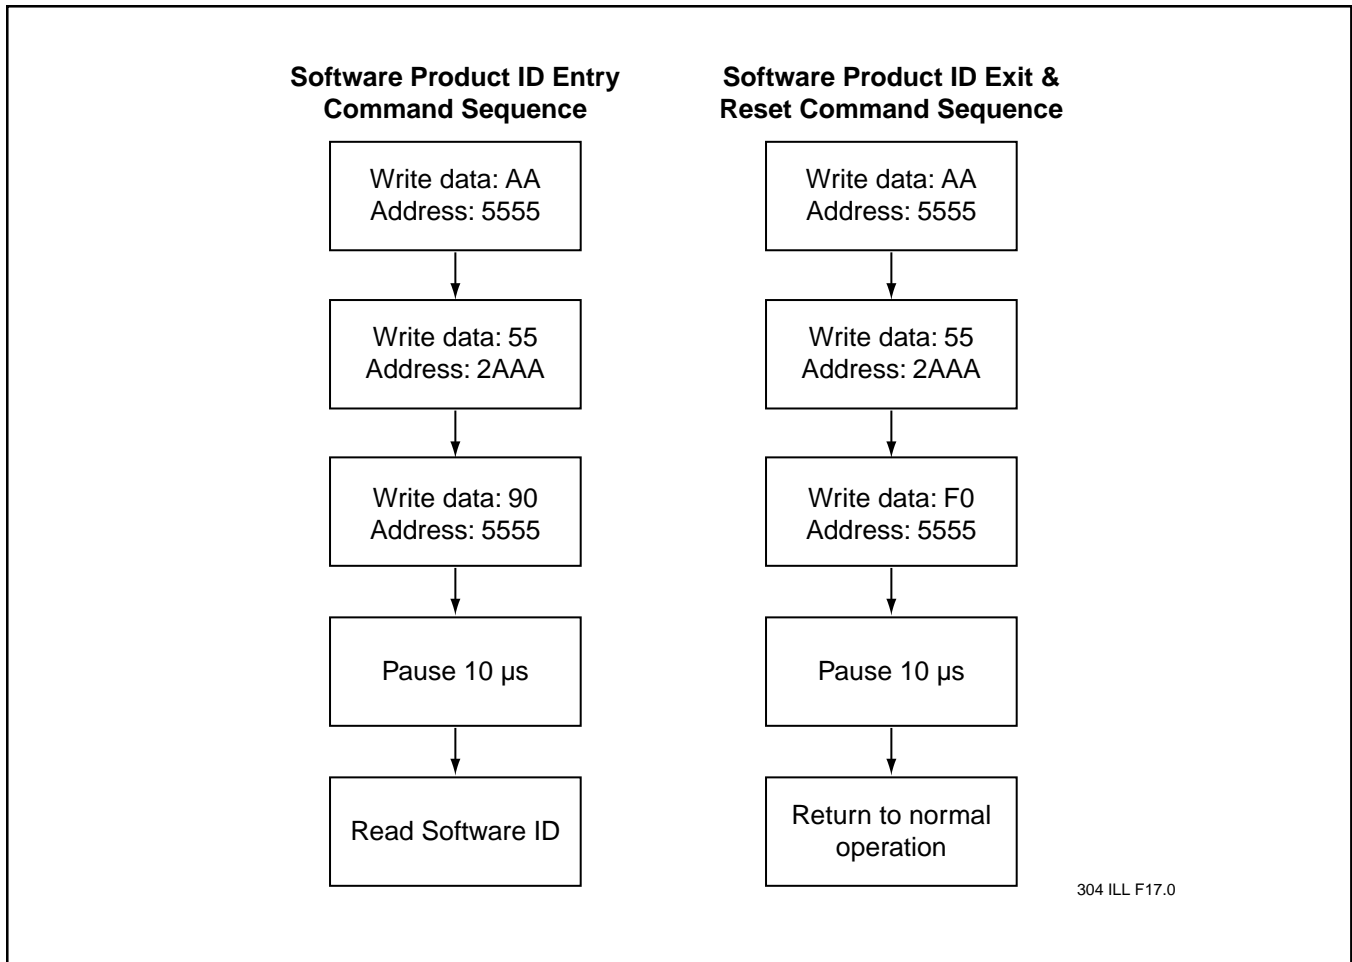 Software Product ID Entry
Command Sequence
Write data: AA
Address: 5555
Write data: 55
Address: 2AAA
Write data: 90
Address: 5555
Pause 10 µs
Read Software ID
Software Product ID Exit &
Reset Command Sequence
Write data: AA
Address: 5555
Write data: 55
Address: 2AAA
Write data: F0
Address: 5555
Pause 10 µs
Return to normal
operation
304 ILL F17.0